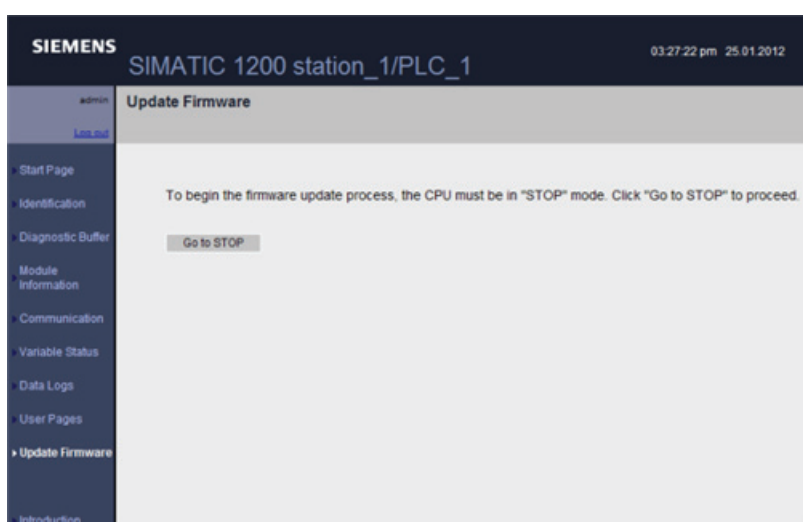 SIEMENS
SIMATIC 1200 station_1/PLC_1
03:27:22 pm 25.01.2012
admin
Log out
Update Firmware
Start Page
Identification
Diagnostic Buffer
Module
Information
Communication
Variable Status
Data Logs
User Pages
Update Firmware
Introduction
To begin the firmware update process, the CPU must be in "STOP" mode. Click "Go to STOP" to proceed.
Go to STOP